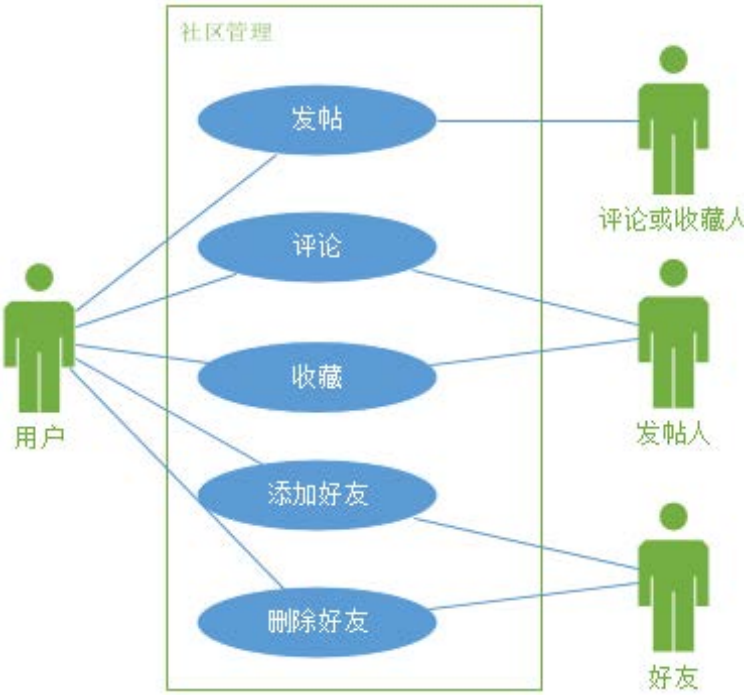 社区管理
发帖
评论或收藏人
评论
收藏
用户
发帖人
添加好友
删除好友
好友